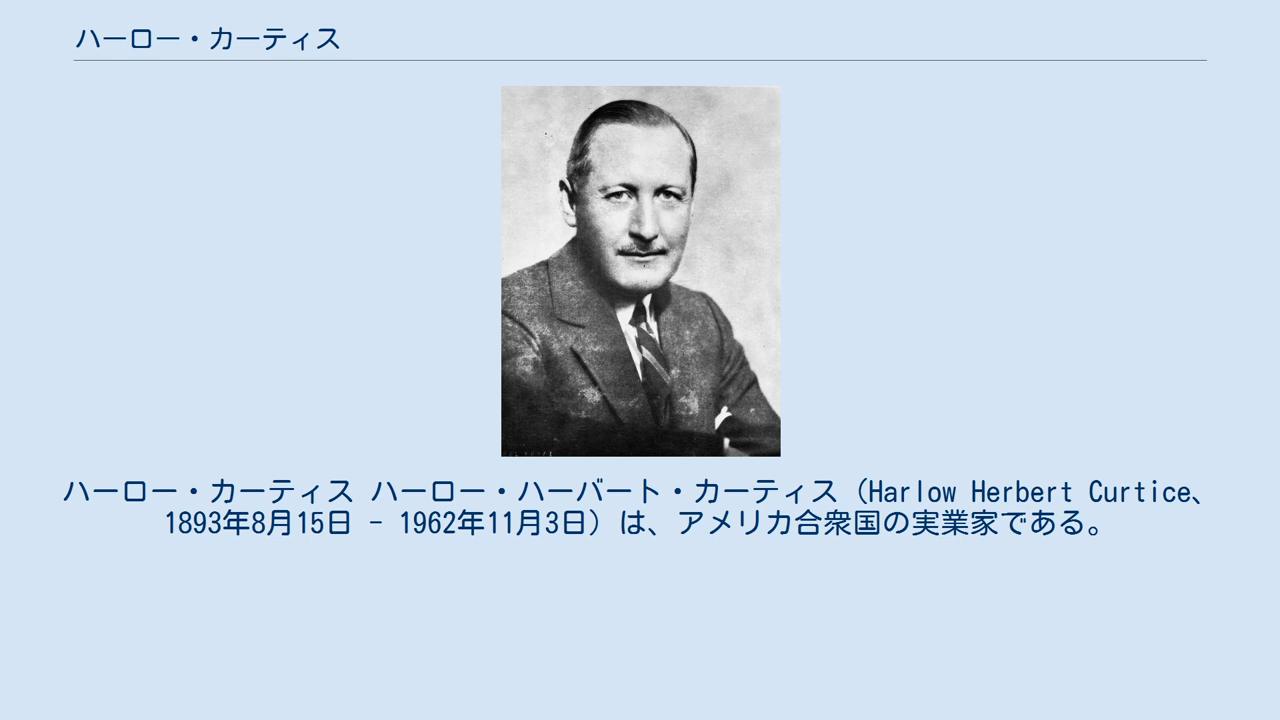 ハーロー・カーティス
ハーロー・カーティス ハーロー・ハーバート・カーティス（Harlow Herbert Curtice、
1893年8月15日 - 1962年11月3日）は、アメリカ合衆国の実業家である。